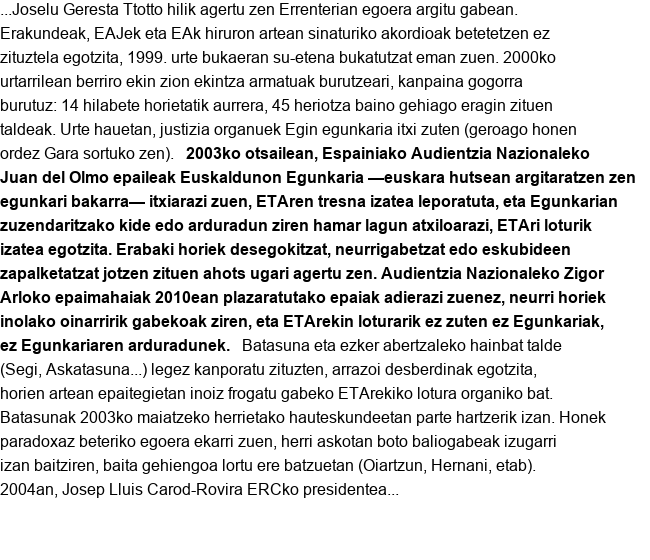 ...Joselu Geresta Ttotto hilik agertu zen Errenterian egoera argitu gabean.
Erakundeak, EAJek eta EAk hiruron artean sinaturiko akordioak betetetzen ez
zituztela egotzita, 1999. urte bukaeran su-etena bukatutzat eman zuen. 2000ko
urtarrilean berriro ekin zion ekintza armatuak burutzeari, kanpaina gogorra
burutuz: 14 hilabete horietatik aurrera, 45 heriotza baino gehiago eragin zituen
taldeak. Urte hauetan, justizia organuek Egin egunkaria itxi zuten (geroago honen
ordez Gara sortuko zen). 2003ko otsailean, Espainiako Audientzia Nazionaleko
Juan del Olmo epaileak Euskaldunon Egunkaria —euskara hutsean argitaratzen zen
egunkari bakarra— itxiarazi zuen, ETAren tresna izatea leporatuta, eta Egunkarian
zuzendaritzako kide edo arduradun ziren hamar lagun atxiloarazi, ETAri loturik
izatea egotzita. Erabaki horiek desegokitzat, neurrigabetzat edo eskubideen
zapalketatzat jotzen zituen ahots ugari agertu zen. Audientzia Nazionaleko Zigor
Arloko epaimahaiak 2010ean plazaratutako epaiak adierazi zuenez, neurri horiek
inolako oinarririk gabekoak ziren, eta ETArekin loturarik ez zuten ez Egunkariak,
ez Egunkariaren arduradunek. Batasuna eta ezker abertzaleko hainbat talde
(Segi, Askatasuna...) legez kanporatu zituzten, arrazoi desberdinak egotzita,
horien artean epaitegietan inoiz frogatu gabeko ETArekiko lotura organiko bat.
Batasunak 2003ko maiatzeko herrietako hauteskundeetan parte hartzerik izan. Honek
paradoxaz beteriko egoera ekarri zuen, herri askotan boto baliogabeak izugarri
izan baitziren, baita gehiengoa lortu ere batzuetan (Oiartzun, Hernani, etab).
2004an, Josep Lluis Carod-Rovira ERCko presidentea...